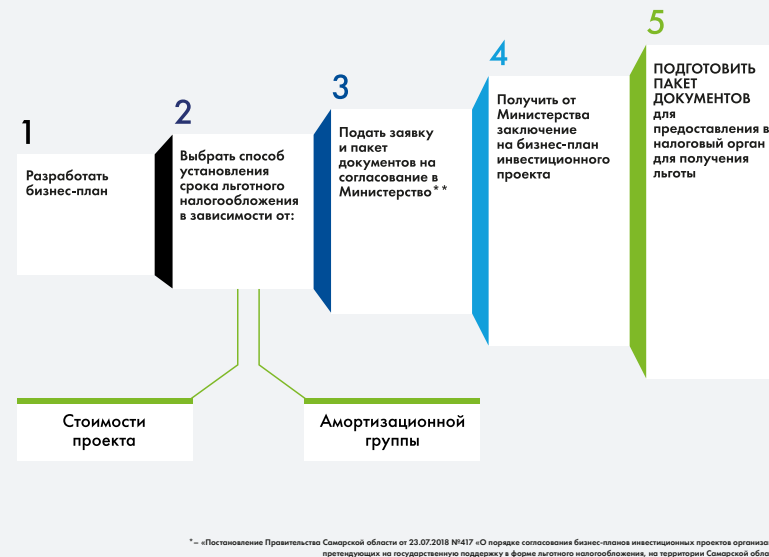 1
Разработать
бизнес-план
2
Выбрать способ
установления
срока льготного
налогообложения
в зависимости от:
3
Подать заявку
и пакет
документов на
согласование в
Министерство**
4
Получить от
Министерства
заключение
на бизнес-план
инвестиционного
проекта
5
ПОДГОТОВИТЬ
ПАКЕТ
ДОКУМЕНТОВ
для
предоставления в
налоговый орган
для получения
льготы
Стоимости
проекта
Амортизационной
группы
*– «Постановление Правительства Самарской области от 23.07.2018 №417 «О порядке согласования бизнес-планов инвестиционных проектов организа
претендующих на государственную поддержку в форме льготного налогообложения, на территории Самарской обла